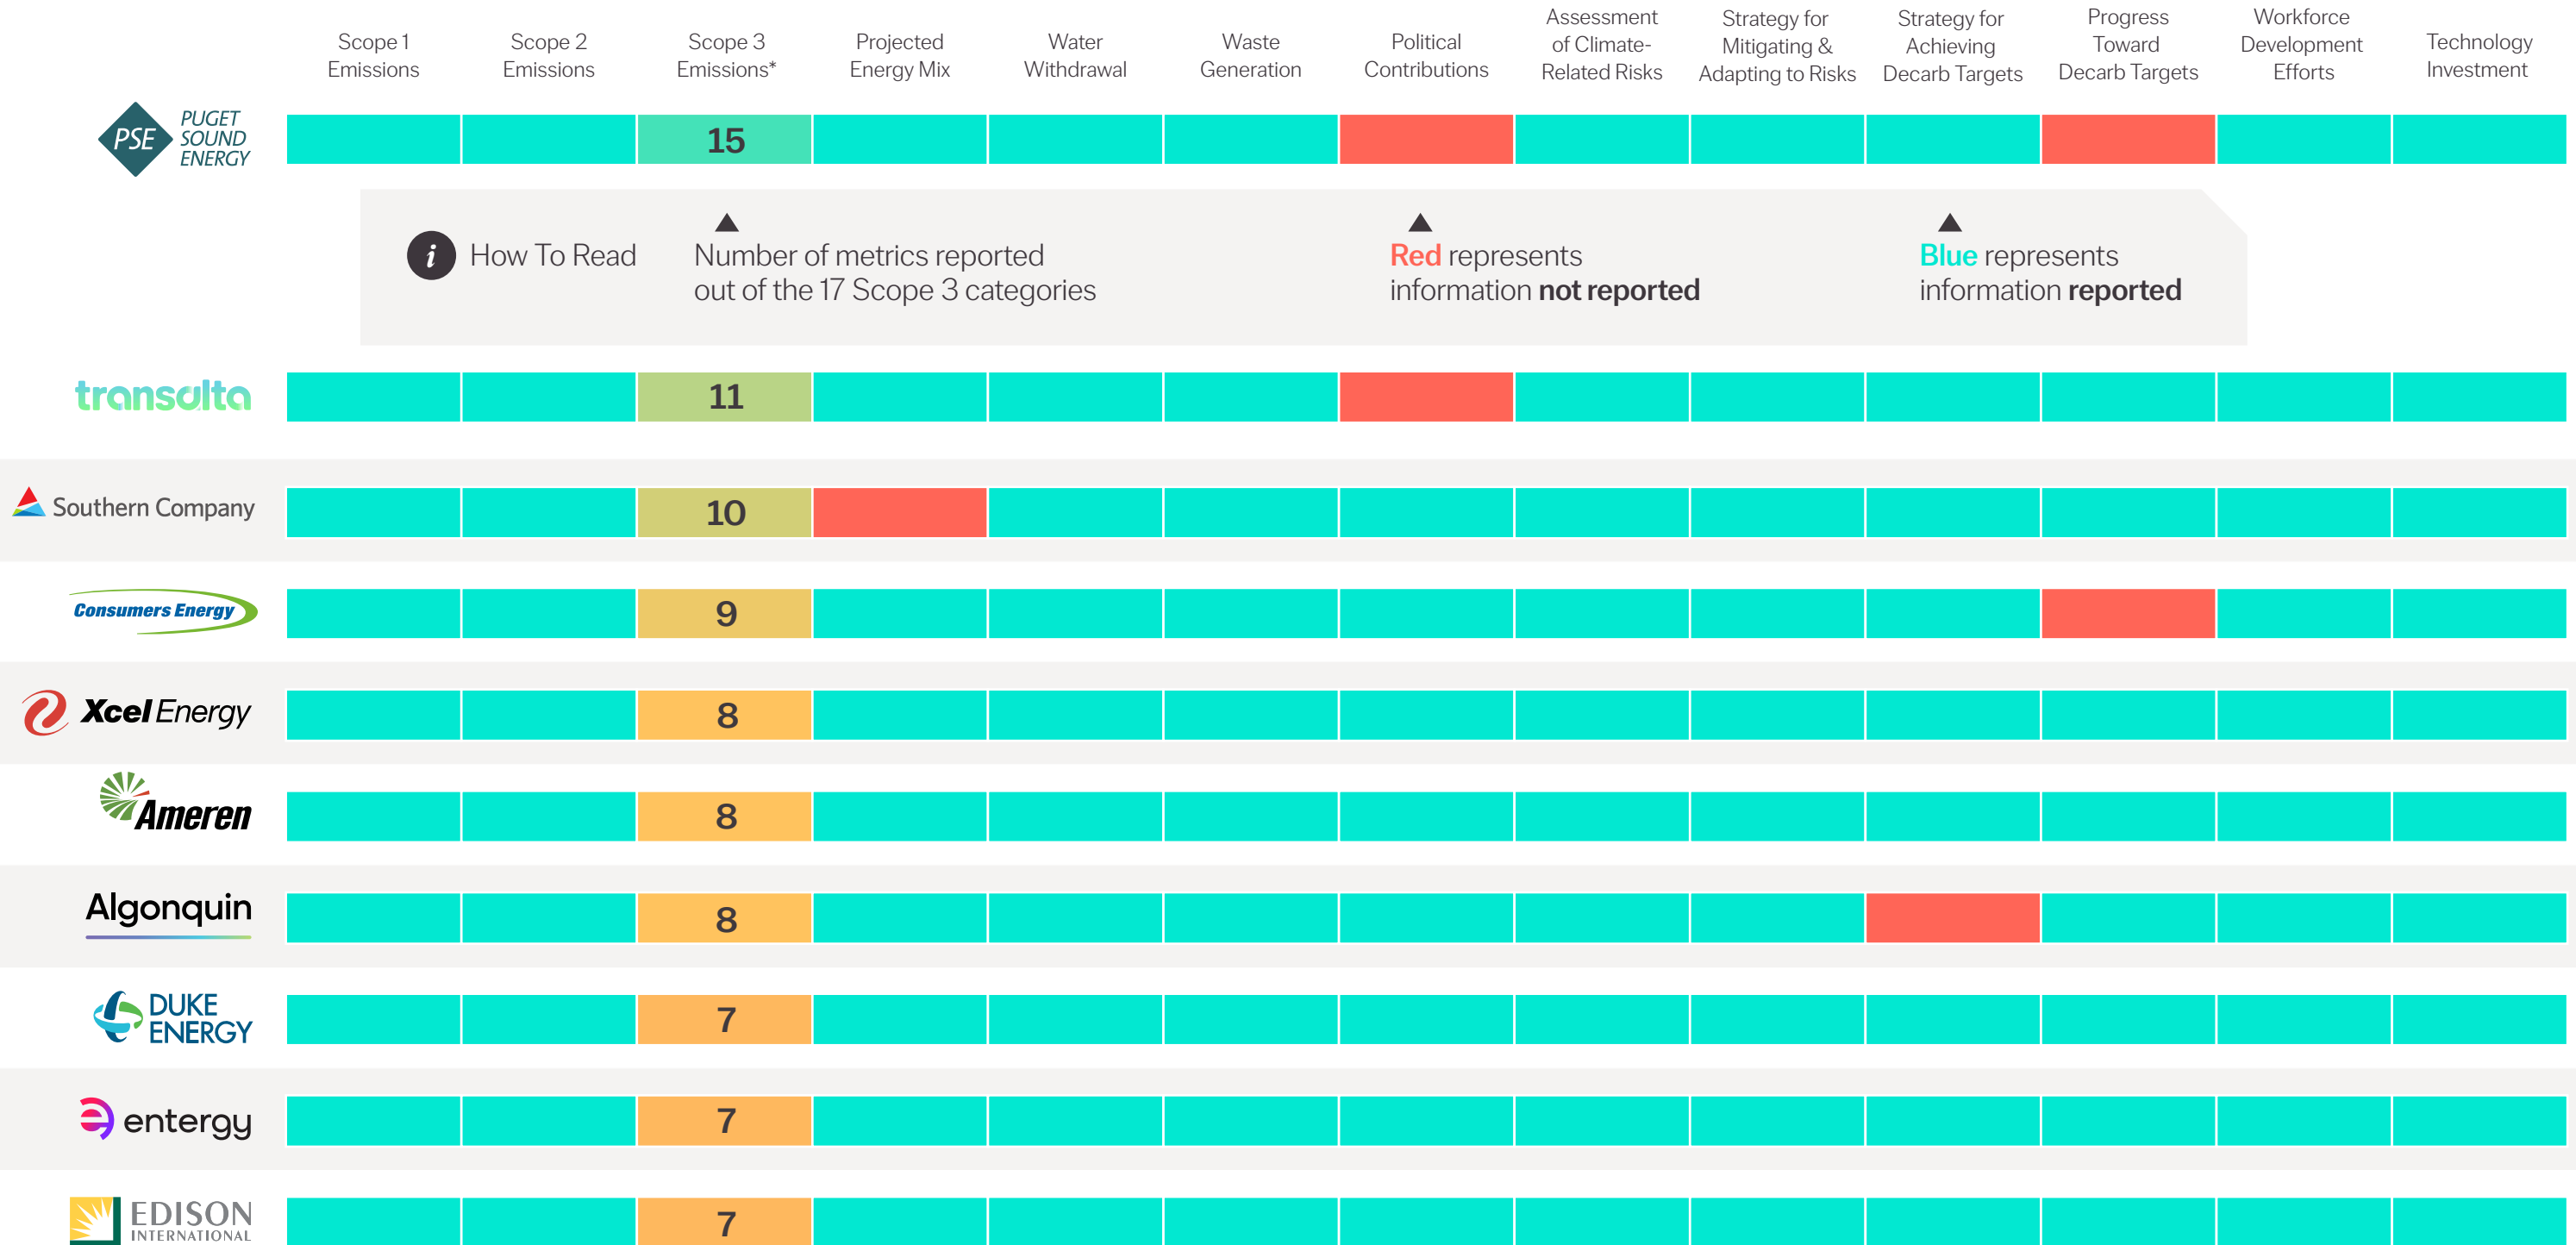 Scope 1
Emissions
Scope 2
Emissions
Scope 3
Emissions*
Projected
Energy Mix
Water
Withdrawal
Waste
Generation
Political
Contributions
Assessment
of Climate-
Related Risks
Strategy for
Mitigating &
Adapting to Risks
Strategy for
Achieving
Decarb Targets
Progress
Toward
Decarb Targets
Workforce
Development
Efforts
Technology
Investment
PSE
PUGET
SOUND
ENERGY
15
i
How To Read
Number of metrics reported
out of the 17 Scope 3 categories
Red represents
information not reported
Blue represents
information reported
transalta
11
Southern Company
10
Consumers Energy
9
Xcel Energy
8
Ameren
8
Algonquin
8
DUKE
ENERGY
7
entergy
7
EDISON
INTERNATIONAL
7